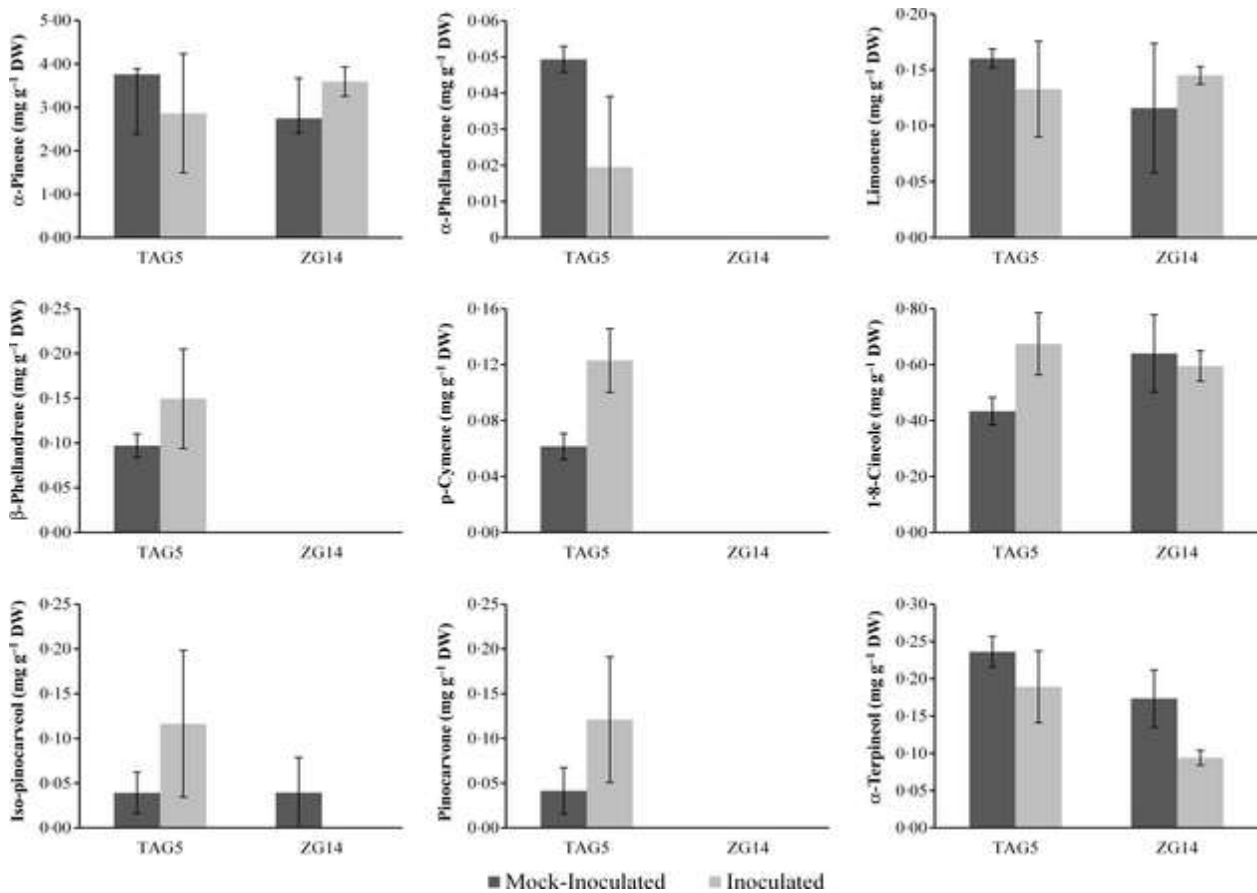 α-Pinene (mg g⁻¹ DW)
5·00
4·00
3·00
2·00
1·00
0·00
TAG5 ZG14
α-Phellandrene (mg g⁻¹ DW)
0·06
0·05
0·04
0·03
0·02
0·01
0
TAG5 ZG14
Limonene (mg g⁻¹ DW)
0·20
0·15
0·10
0·05
0·00
TAG5 ZG14
β-Phellandrene (mg g⁻¹ DW)
0·25
0·20
0·15
0·10
0·05
0·00
TAG5 ZG14
p-Cymene (mg g⁻¹ DW)
0·16
0·12
0·08
0·04
0·00
TAG5 ZG14
1·8-Cineole (mg g⁻¹ DW)
0·80
0·60
0·40
0·20
0·00
TAG5 ZG14
Iso-pinocarveol (mg g⁻¹ DW)
0·25
0·20
0·15
0·10
0·05
0·00
TAG5 ZG14
Pinocarvone (mg g⁻¹ DW)
0·25
0·20
0·15
0·10
0·05
0·00
TAG5 ZG14
α-Terpineol (mg g⁻¹ DW)
0·30
0·25
0·20
0·15
0·10
0·05
0·00
TAG5 ZG14
Mock-Inoculated Inoculated